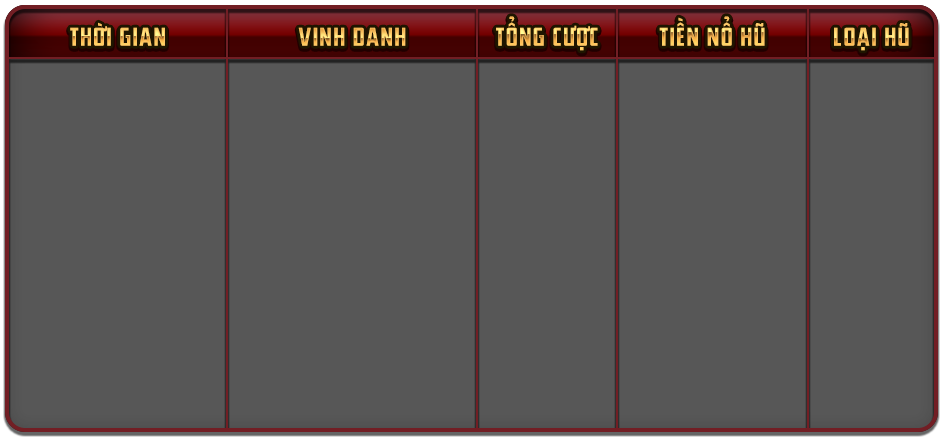 THỜI GIAN VINH DANH TỔNG CƯỢC TIỀN NỔ HŨ LOẠI HŨ